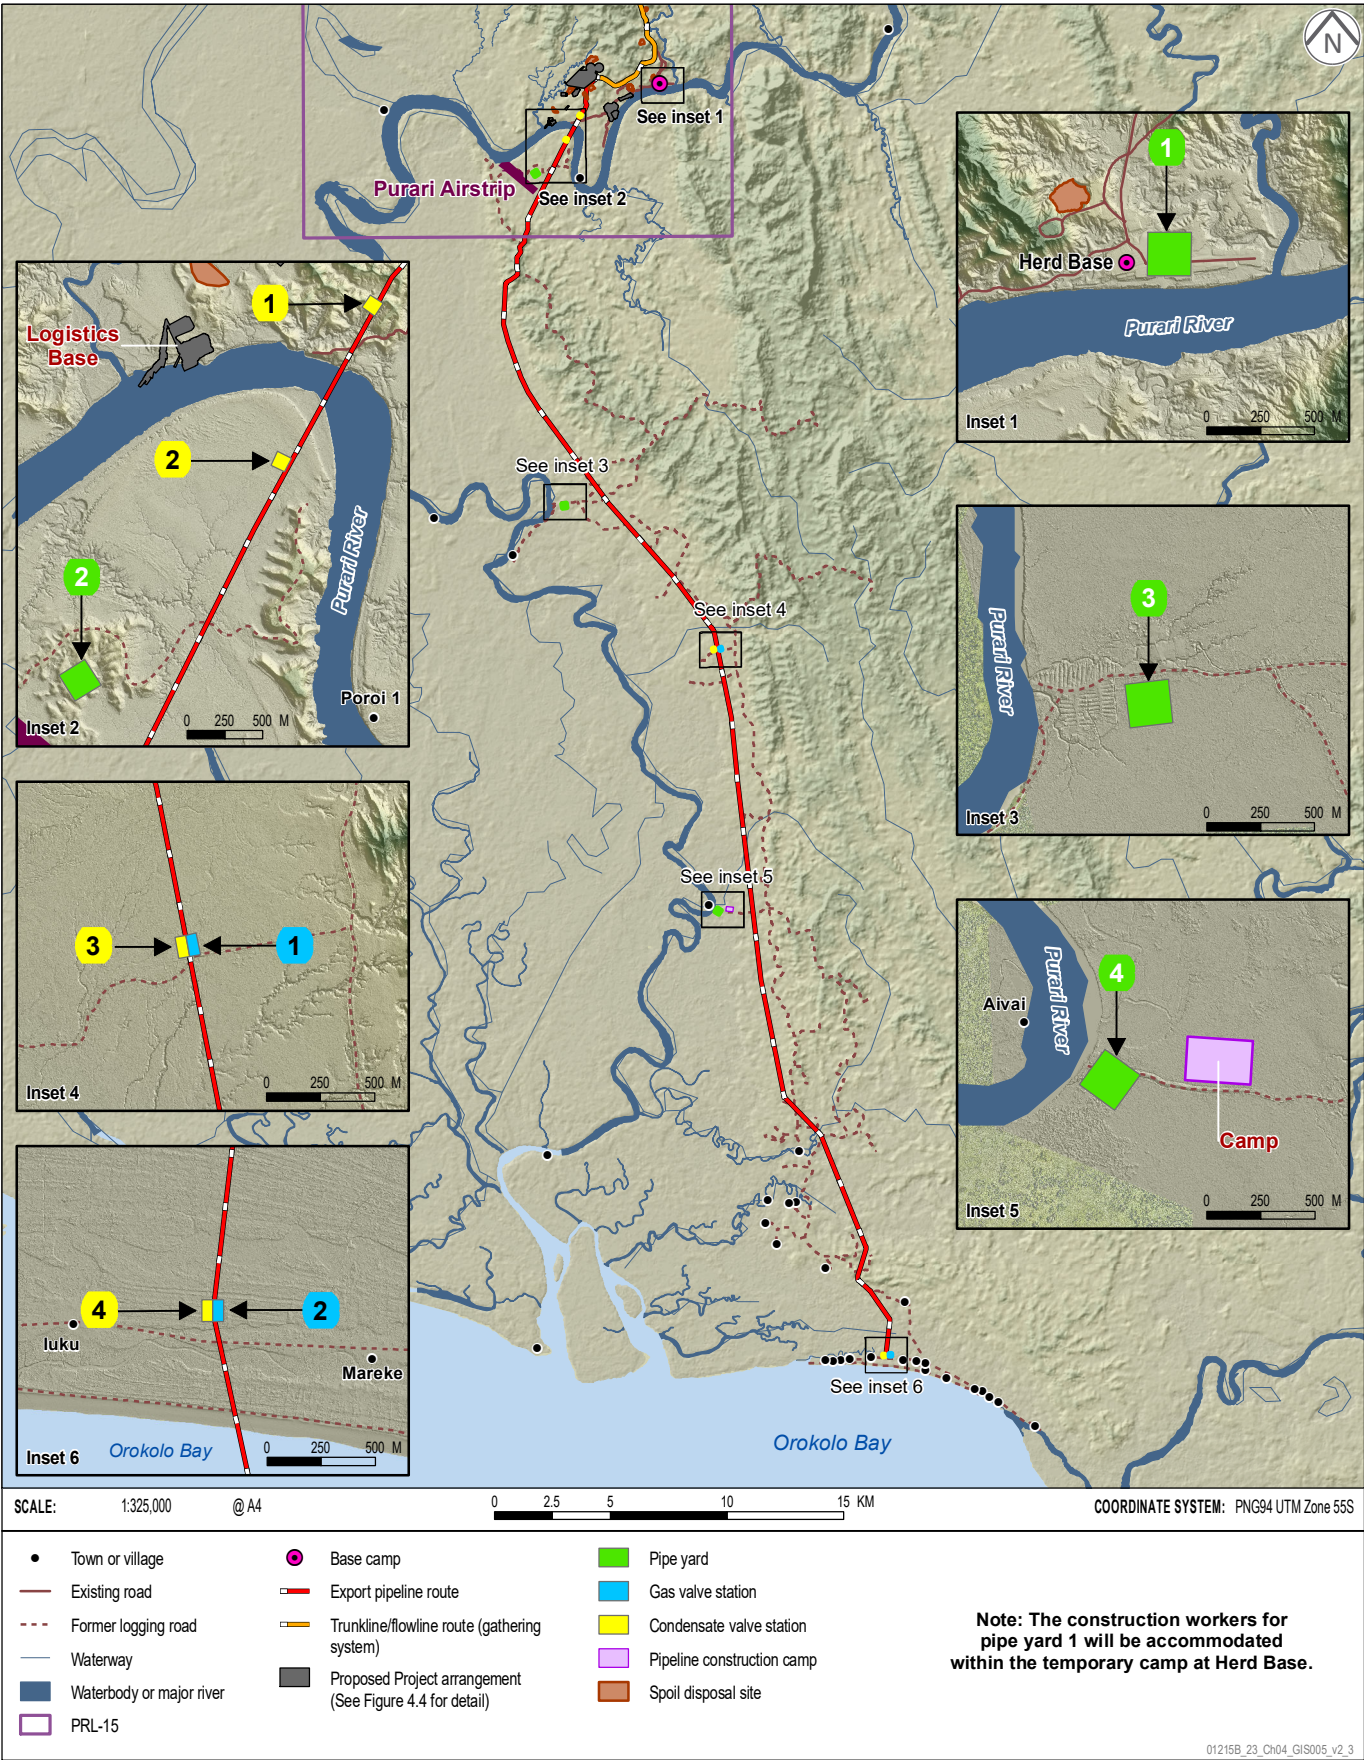 N
See inset 1
Purari Airstrip
See inset 2
1
Herd Base
Purari River
0 250 500 M
Inset 1
1
Logistics
Base
2
Purari River
2
Poroi 1
0 250 500 M
Inset 2
See inset 3
3
Purari River
0 250 500 M
Inset 3
See inset 4
3
1
0 250 500 M
Inset 4
See inset 5
4
Aivai
Purari River
Camp
0 250 500 M
Inset 5
4
2
Iuku
Mareke
Orokolo Bay
0 250 500 M
Inset 6
See inset 6
Orokolo Bay
SCALE: 1:325,000 @ A4
0 2.5 5 10 15 KM
COORDINATE SYSTEM: PNG94 UTM Zone 55S
Town or village
Existing road
Former logging road
Waterway
Waterbody or major river
PRL-15
Base camp
Export pipeline route
Trunkline/flowline route (gathering
system)
Proposed Project arrangement
(See Figure 4.4 for detail)
Pipe yard
Gas valve station
Condensate valve station
Pipeline construction camp
Spoil disposal site
Note: The construction workers for
pipe yard 1 will be accommodated
within the temporary camp at Herd Base.
01215B_23_Ch04_GIS005_v2_3